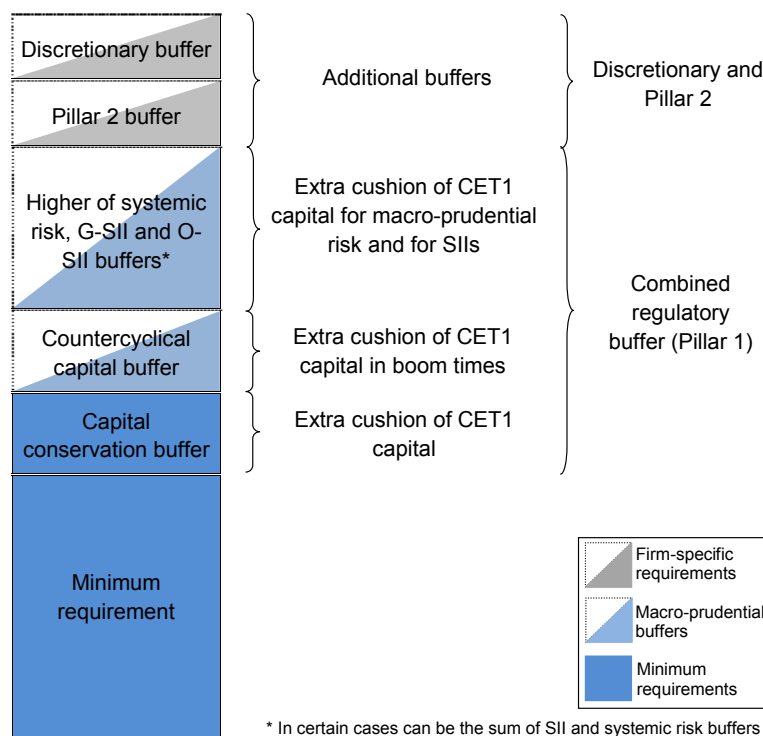 Discretionary buffer
Additional buffers
Discretionary and
Pillar 2
Pillar 2 buffer
Higher of systemic
risk, G-SII and O-
SII buffers*
Extra cushion of CET1
capital for macro-prudential
risk and for SIIs
Combined
regulatory
buffer (Pillar 1)
Countercyclical
capital buffer
Extra cushion of CET1
capital in boom times
Capital
conservation buffer
Extra cushion of CET1
capital
Minimum
requirement
Firm-specific
requirements
Macro-prudential
buffers
Minimum
requirements
* In certain cases can be the sum of SII and systemic risk buffers